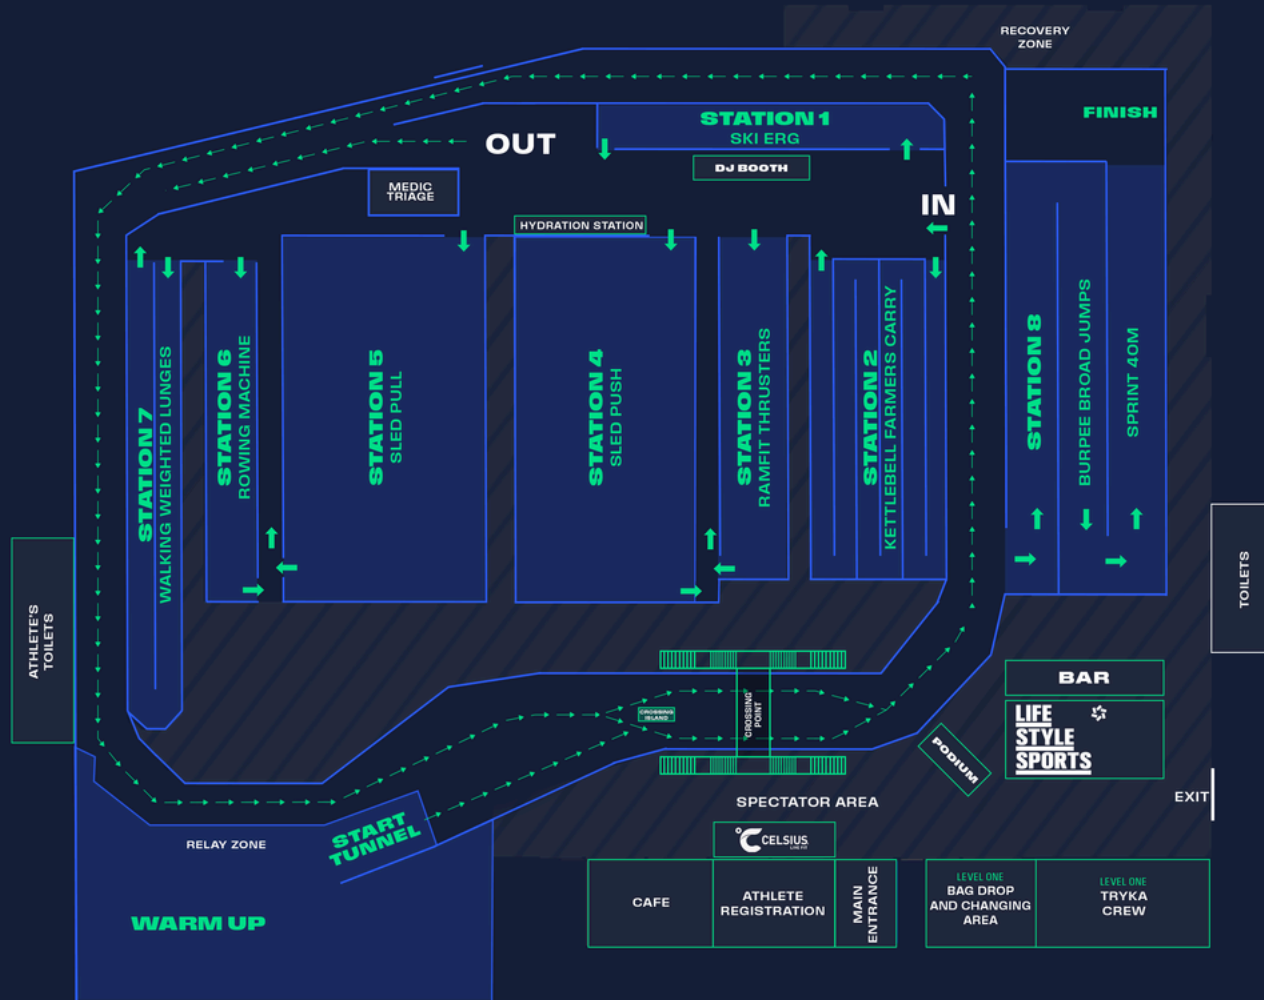 RECOVERY
ZONE
FINISH
STATION 1
SKI ERG
OUT
DJ BOOTH
MEDIC
TRIAGE
IN
HYDRATION STATION
STATION 7
WALKING WEIGHTED LUNGES
STATION 6
ROWING MACHINE
STATION 5
SLED PULL
STATION 4
SLED PUSH
STATION 3
RAMFIT THRUSTERS
STATION 2
KETTLEBELL FARMERS CARRY
STATION 8
BURPEE BROAD JUMPS
SPRINT 40M
ATHLETE'S
TOILETS
TOILETS
CROSSING
ISLAND
CROSSING
POINT
BAR
LIFE
STYLE
SPORTS
PODIUM
EXIT
SPECTATOR AREA
START
TUNNEL
RELAY ZONE
WARM UP
CELSIUS
LIVE FIT
CAFE
ATHLETE
REGISTRATION
MAIN
ENTRANCE
LEVEL ONE
BAG DROP
AND CHANGING
AREA
LEVEL ONE
TRYKA
CREW